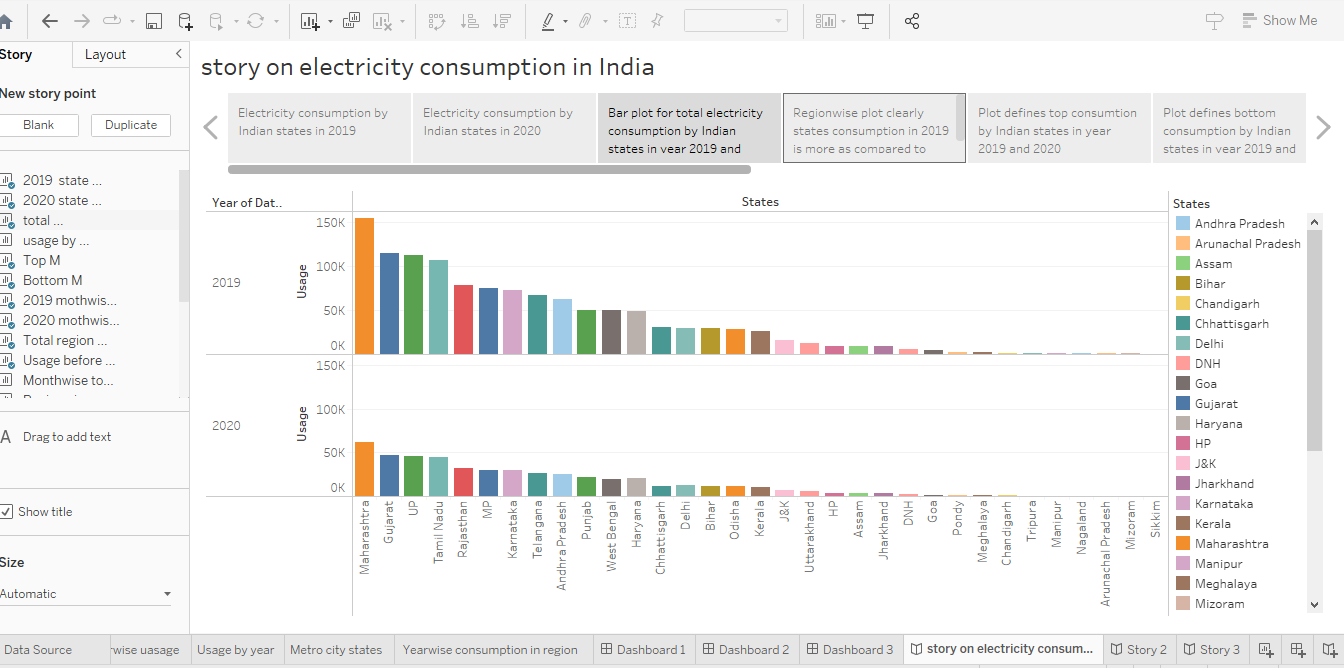 Show Me
Story
Layout
story on electricity consumption in India
New story point
Blank
Duplicate
Electricity consumption by
Indian states in 2019
Electricity consumption by
Indian states in 2020
Bar plot for total electricity
consumption by Indian
states in year 2019 and
Regionwise plot clearly
states consumption in 2019
is more as compared to
Plot defines top consumtion
by Indian states in year
2019 and 2020
Plot defines bottom
consumption by Indian
states in year 2019 and
2019 state ...
2020 state ...
total ...
usage by ...
Top M
Bottom M
2019 mothwis...
2020 mothwis...
Total region ...
Usage before ...
Monthwise to...
A Drag to add text
Show title
Size
Automatic
Year of Dat..
States
2019
Usage
150K
100K
50K
0K
2020
Usage
150K
100K
50K
0K
Maharashtra
Gujarat
UP
Tamil Nadu
Rajasthan
MP
Karnataka
Telangana
Andhra Pradesh
Punjab
West Bengal
Haryana
Chhattisgarh
Delhi
Bihar
Odisha
Kerala
J&K
Uttarakhand
HP
Assam
Jharkhand
DNH
Goa
Pondy
Meghalaya
Chandigarh
Tripura
Manipur
Nagaland
Arunachal Pradesh
Mizoram
Sikkim
States
Andhra Pradesh
Arunachal Pradesh
Assam
Bihar
Chandigarh
Chhattisgarh
Delhi
DNH
Goa
Gujarat
Haryana
HP
J&K
Jharkhand
Karnataka
Kerala
Maharashtra
Manipur
Meghalaya
Mizoram
Data Source
rwise uasage
Usage by year
Metro city states
Yearwise consumption in region
Dashboard 1
Dashboard 2
Dashboard 3
story on electricity consum...
Story 2
Story 3